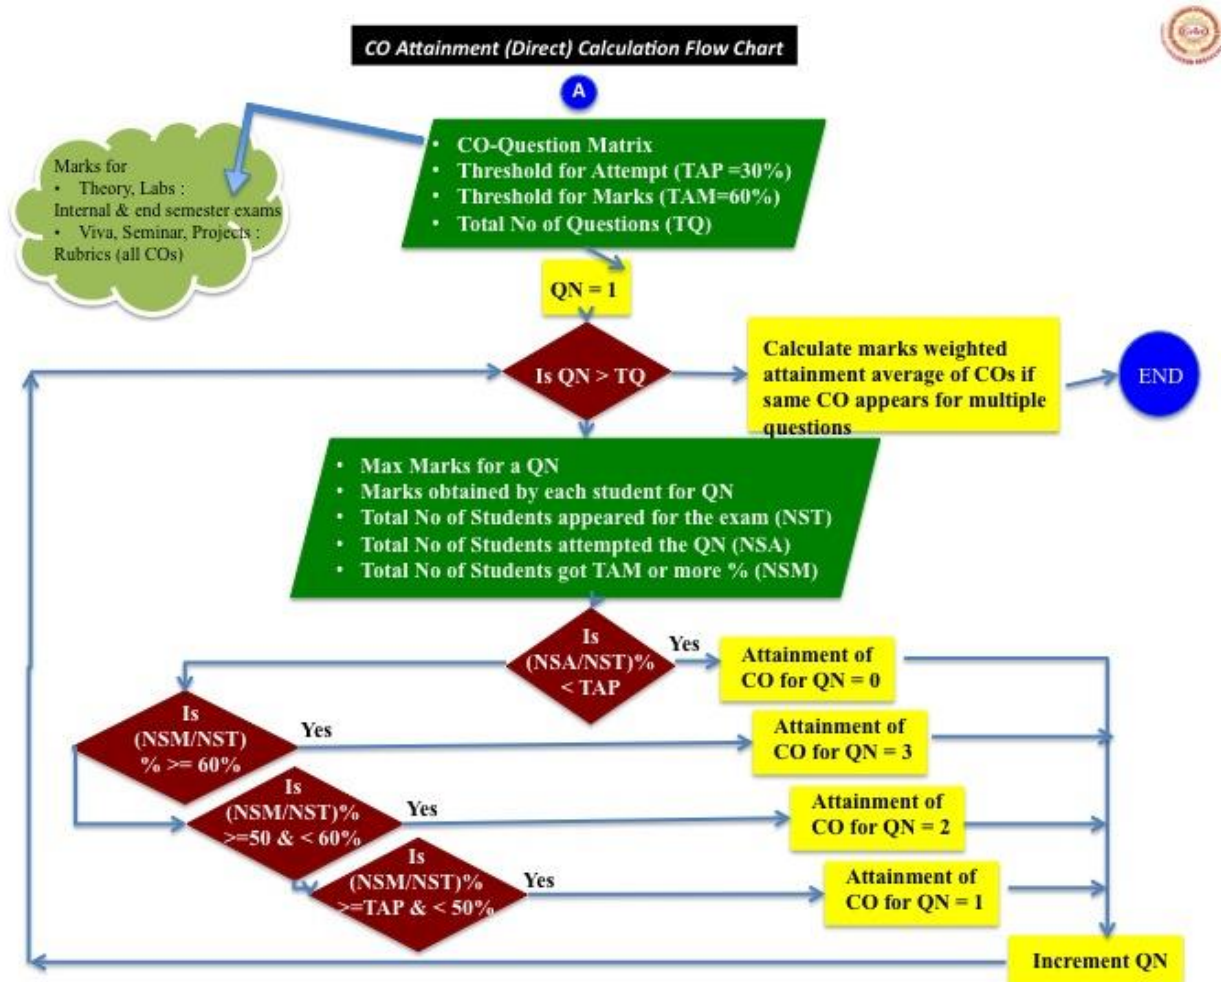 CO Attainment (Direct) Calculation Flow Chart
A
• CO-Question Matrix
• Threshold for Attempt (TAP =30%)
• Threshold for Marks (TAM=60%)
• Total No of Questions (TQ)
Marks for
• Theory, Labs :
Internal & end semester exams
• Viva, Seminar, Projects :
Rubrics (all COs)
QN = 1
Is QN > TQ
Calculate marks weighted
attainment average of COs if
same CO appears for multiple
questions
END
• Max Marks for a QN
• Marks obtained by each student for QN
• Total No of Students appeared for the exam (NST)
• Total No of Students attempted the QN (NSA)
• Total No of Students got TAM or more % (NSM)
Is
(NSA/NST)%
< TAP
Yes
Attainment of
CO for QN = 0
Is
(NSM/NST)
% >= 60%
Yes
Attainment of
CO for QN = 3
Is
(NSM/NST)%
>=50 & < 60%
Yes
Attainment of
CO for QN = 2
Is
(NSM/NST)%
>=TAP & < 50%
Yes
Attainment of
CO for QN = 1
Increment QN